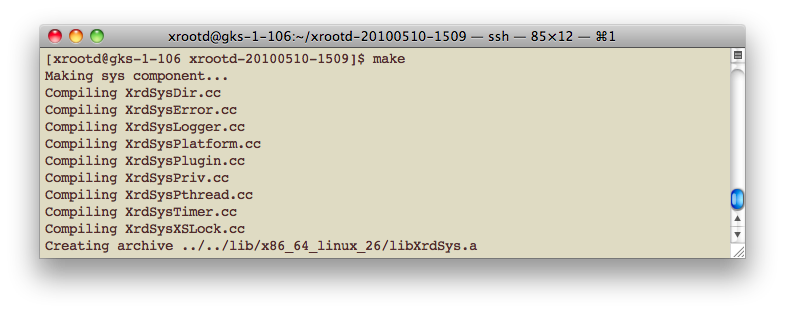 xrootd@gks-1-106:~/xrootd-20100510-1509 — ssh — 85×12 — ⌘1
[xrootd@gks-1-106 xrootd-20100510-1509]$ make
Making sys component...
Compiling XrdSysDir.cc
Compiling XrdSysError.cc
Compiling XrdSysLogger.cc
Compiling XrdSysPlatform.cc
Compiling XrdSysPlugin.cc
Compiling XrdSysPriv.cc
Compiling XrdSysPthread.cc
Compiling XrdSysTimer.cc
Compiling XrdSysXSLock.cc
Creating archive ../../lib/x86_64_linux_26/libXrdSys.a